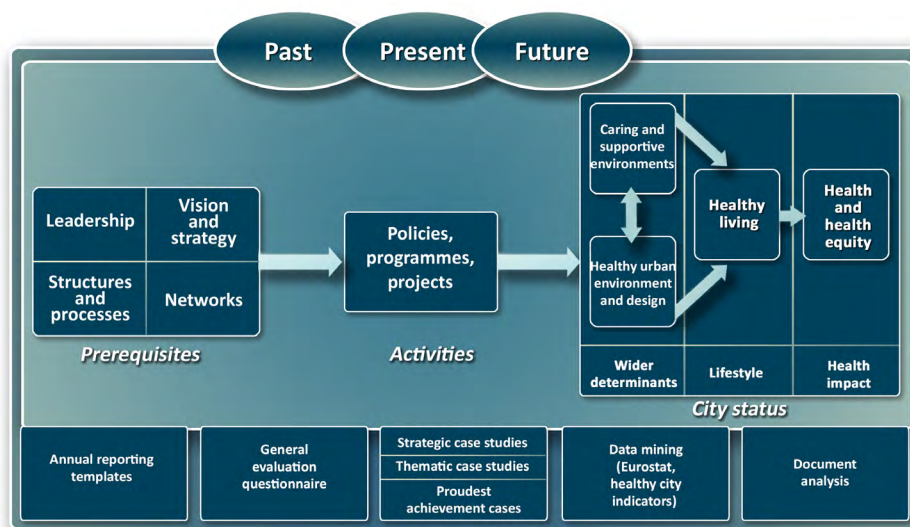 Past
Present
Future
Leadership
Vision
and
strategy
Structures
and
processes
Networks
Prerequisites
Policies,
programmes,
projects
Activities
Caring and
supportive
environments
Healthy urban
environment
and design
Healthy
living
Health
and
health
equity
Wider
determinants
Lifestyle
Health
impact
City status
Annual reporting
templates
General
evaluation
questionnaire
Strategic case studies
Thematic case studies
Proudest
achievement cases
Data mining
(Eurostat,
healthy city
indicators)
Document
analysis